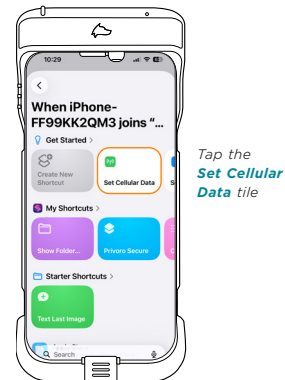 10:29
When iPhone-
FF99KK2QM3 joins "...
Get Started >
Create New
Shortcut
Set Cellular Data
My Shortcuts >
Show Folder...
Privoro Secure
Starter Shortcuts >
Text Last Image
Search
Tap the
Set Cellular
Data tile